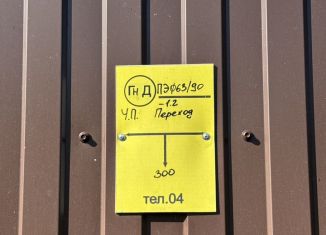 Гн Д ПЭФ63/90
-1.2
У.П. Переход
300
тел.04